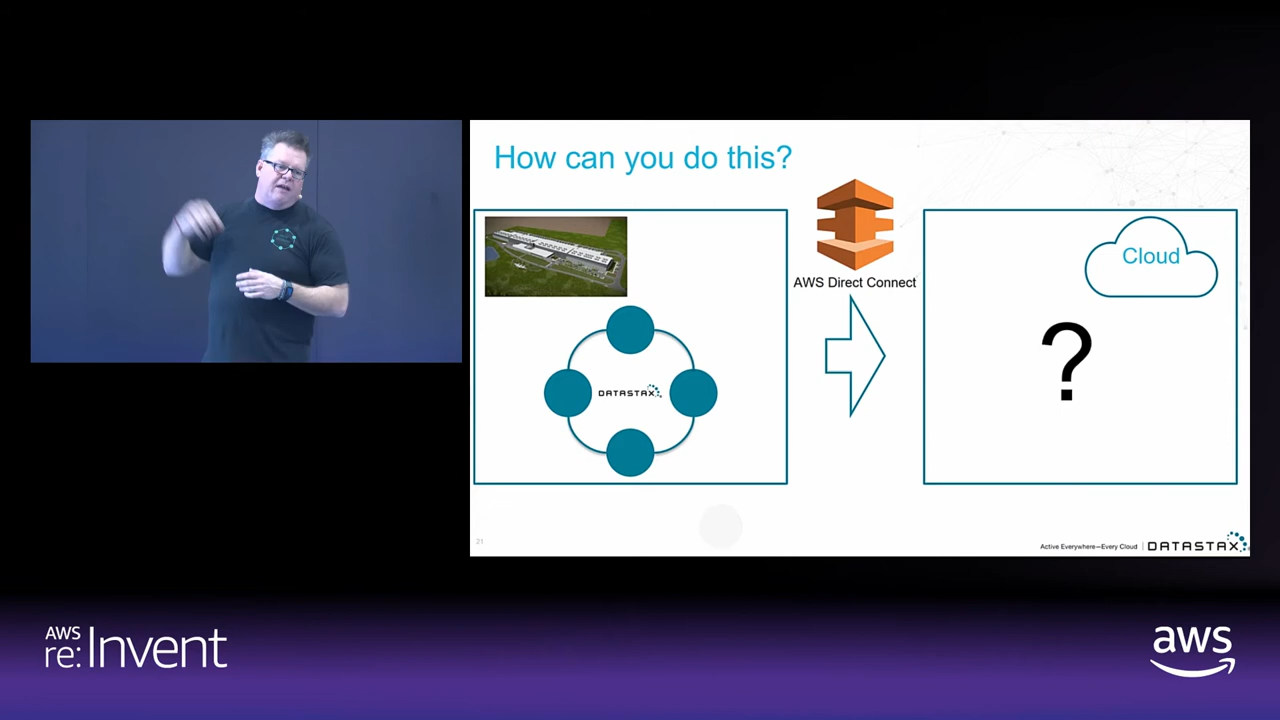 How can you do this?
AWS Direct Connect
Cloud
DATASTAX
?
21
Active Everywhere—Every Cloud | DATASTAX
AWS
re:Invent
aws